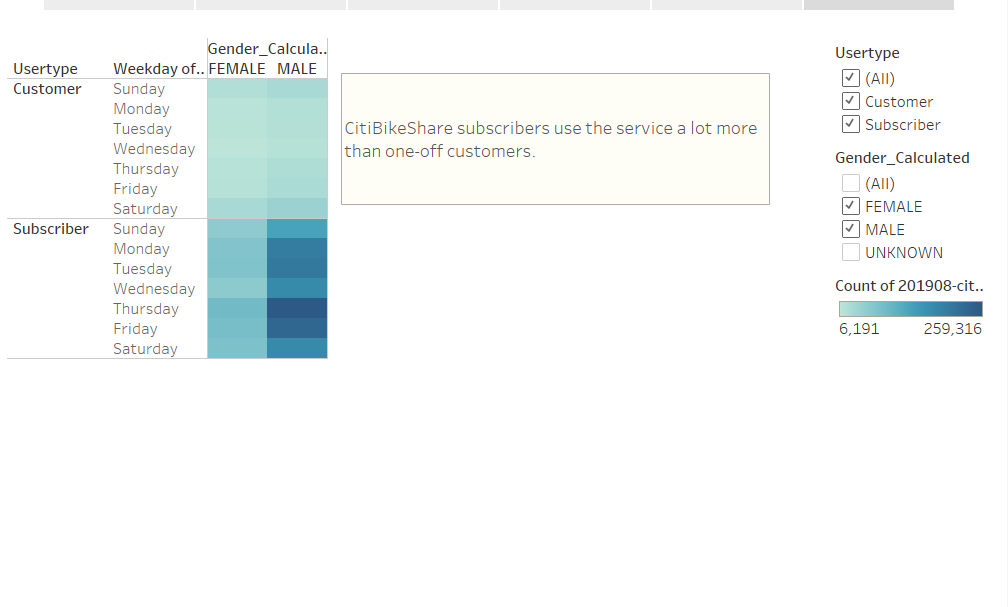 Gender_Calcula..
Usertype Weekday of.. FEMALE MALE
Customer Sunday
Monday
Tuesday
Wednesday
Thursday
Friday
Saturday
Subscriber Sunday
Monday
Tuesday
Wednesday
Thursday
Friday
Saturday
CitiBikeShare subscribers use the service a lot more
than one-off customers.
Usertype
(All)
Customer
Subscriber
Gender_Calculated
(All)
FEMALE
MALE
UNKNOWN
Count of 201908-cit..
6,191 259,316